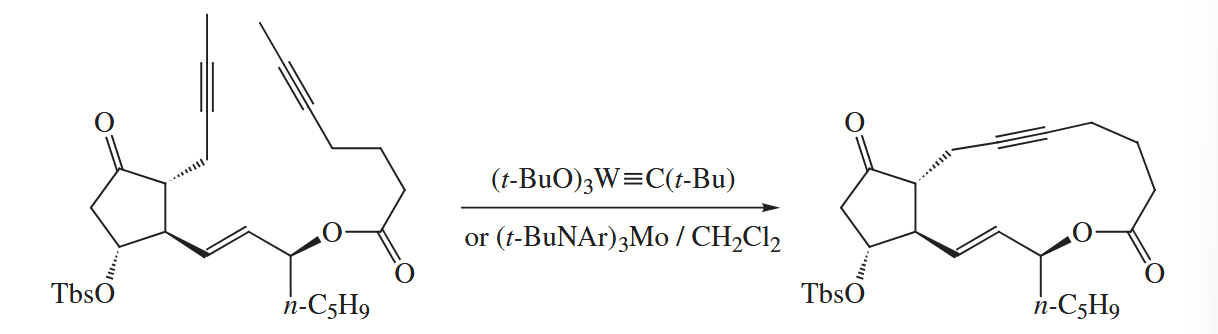 O
O
(t-BuO)₃W≡C(t-Bu)
O
O
or (t-BuNAr)₃Mo / CH₂Cl₂
O
O
TbsO
n-C₅H₉
TbsO
n-C₅H₉